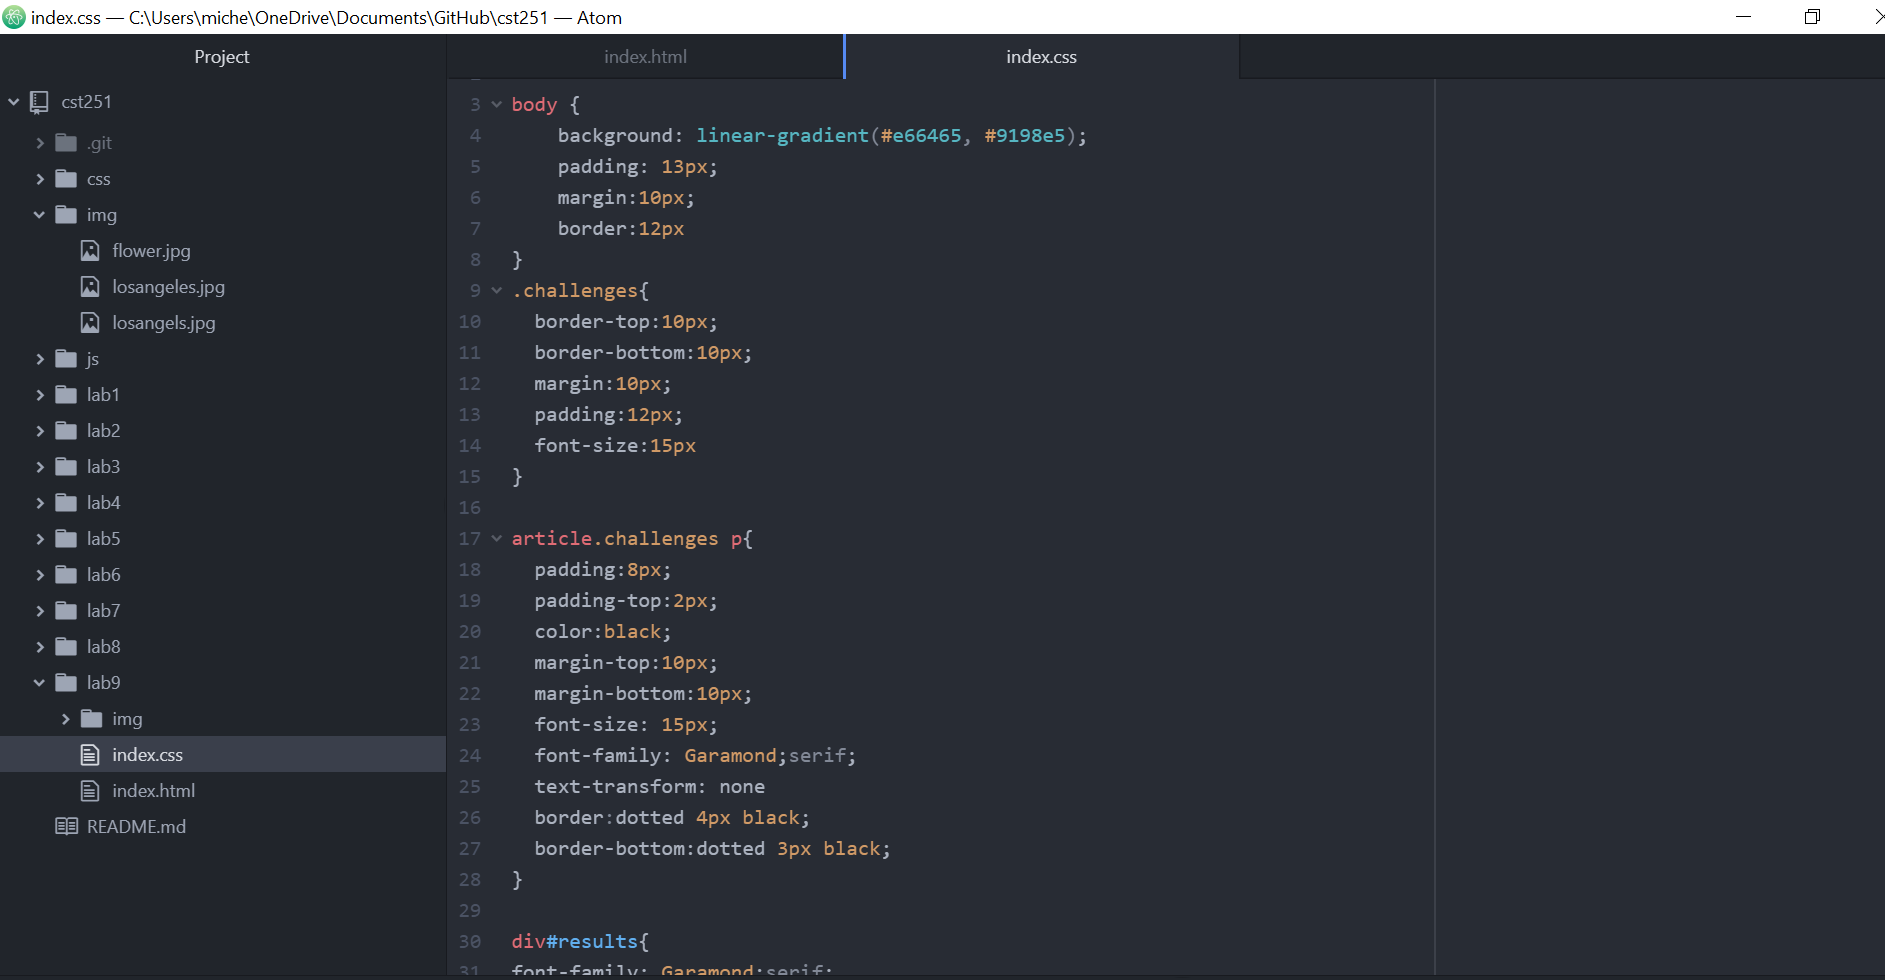 index.css — C:\Users\miche\OneDrive\Documents\GitHub\cst251 — Atom
Project
cst251
.git
css
img
flower.jpg
losangeles.jpg
losangels.jpg
js
lab1
lab2
lab3
lab4
lab5
lab6
lab7
lab8
lab9
img
index.css
index.html
README.md
index.html
index.css
3 body {
4     background: linear-gradient(#e66465, #9198e5);
5     padding: 13px;
6     margin:10px;
7     border:12px
8 }
9 .challenges{
10   border-top:10px;
11   border-bottom:10px;
12   margin:10px;
13   padding:12px;
14   font-size:15px
15 }
16
17 article.challenges p{
18   padding:8px;
19   padding-top:2px;
20   color:black;
21   margin-top:10px;
22   margin-bottom:10px;
23   font-size: 15px;
24   font-family: Garamond;serif;
25   text-transform: none
26   border:dotted 4px black;
27   border-bottom:dotted 3px black;
28 }
29
30 div#results{
31 font-family: Garamond;serif;